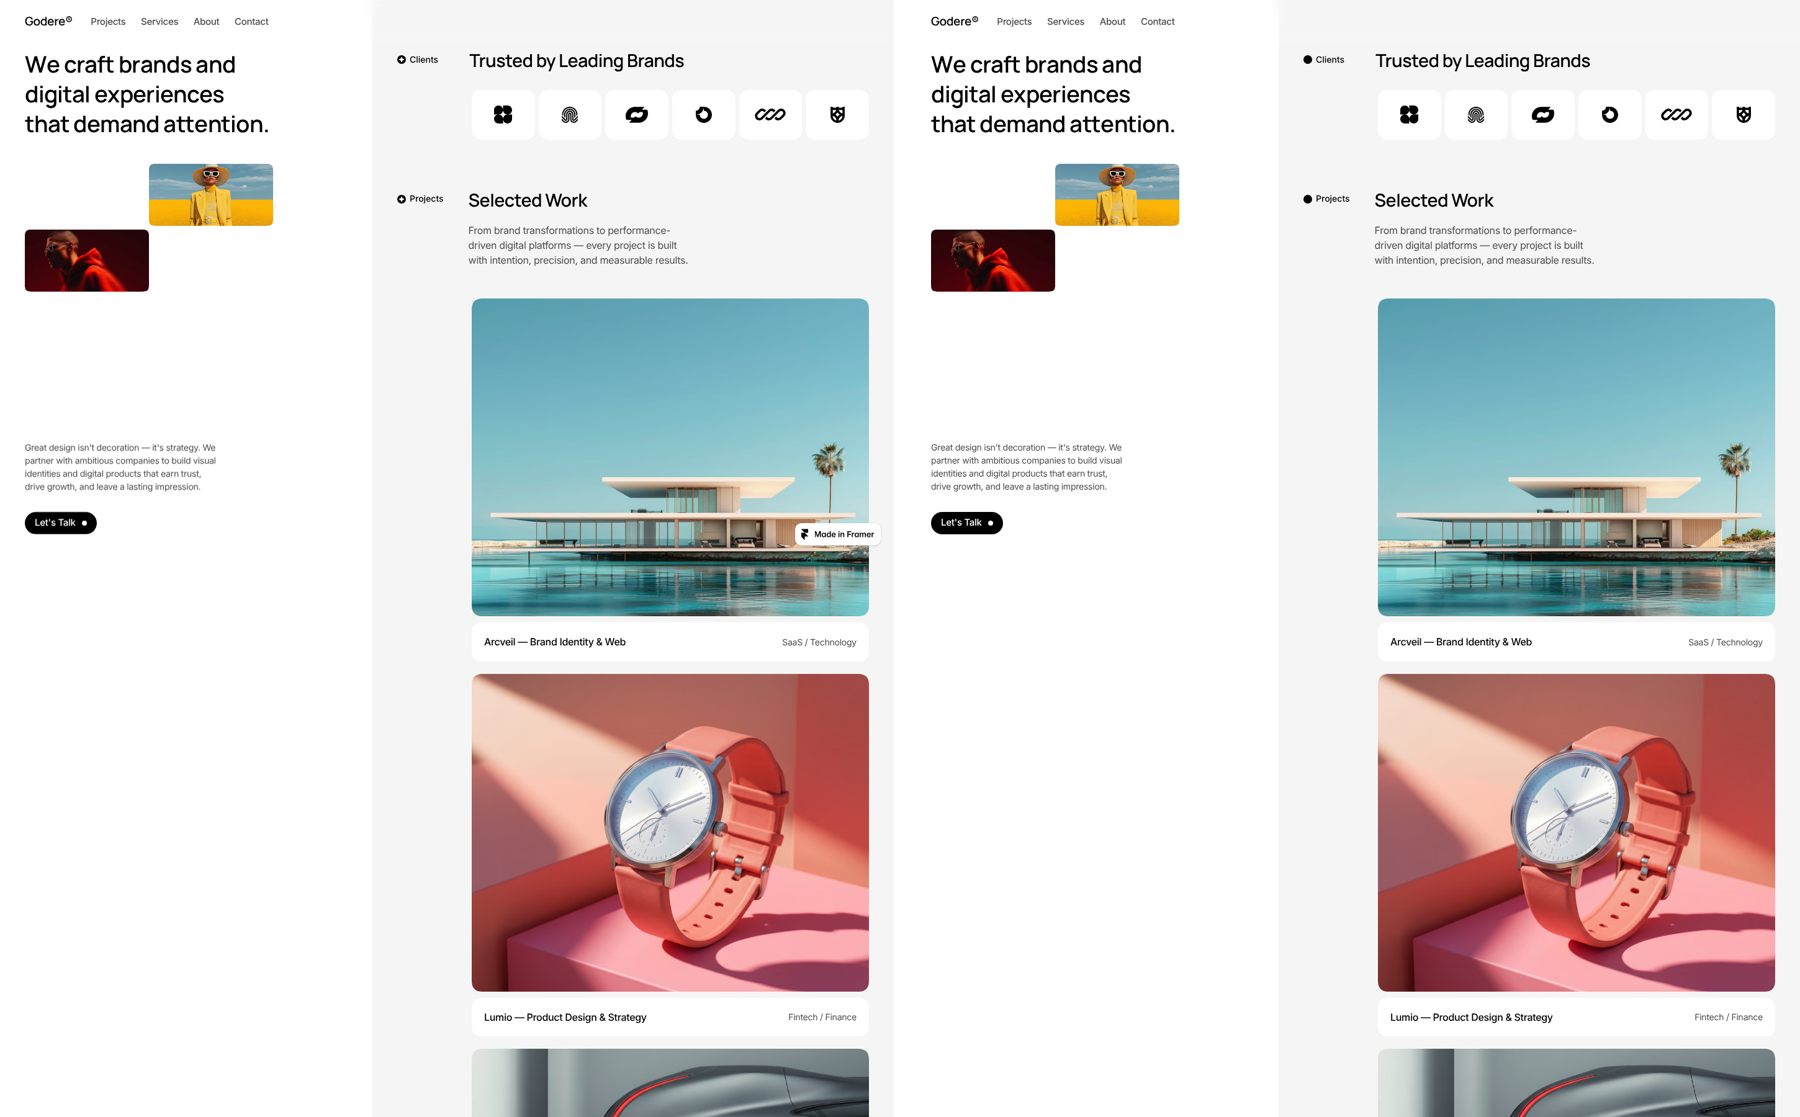 Godere®
Projects
Services
About
Contact
We craft brands and
digital experiences
that demand attention.
Great design isn't decoration — it's strategy. We
partner with ambitious companies to build visual
identities and digital products that earn trust,
drive growth, and leave a lasting impression.
Let's Talk
Clients
Trusted by Leading Brands
Projects
Selected Work
From brand transformations to performance-
driven digital platforms — every project is built
with intention, precision, and measurable results.
Made in Framer
Arcveil — Brand Identity & Web
SaaS / Technology
Lumio — Product Design & Strategy
Fintech / Finance
Godere®
Projects
Services
About
Contact
We craft brands and
digital experiences
that demand attention.
Great design isn't decoration — it's strategy. We
partner with ambitious companies to build visual
identities and digital products that earn trust,
drive growth, and leave a lasting impression.
Let's Talk
Clients
Trusted by Leading Brands
Projects
Selected Work
From brand transformations to performance-
driven digital platforms — every project is built
with intention, precision, and measurable results.
Arcveil — Brand Identity & Web
SaaS / Technology
Lumio — Product Design & Strategy
Fintech / Finance